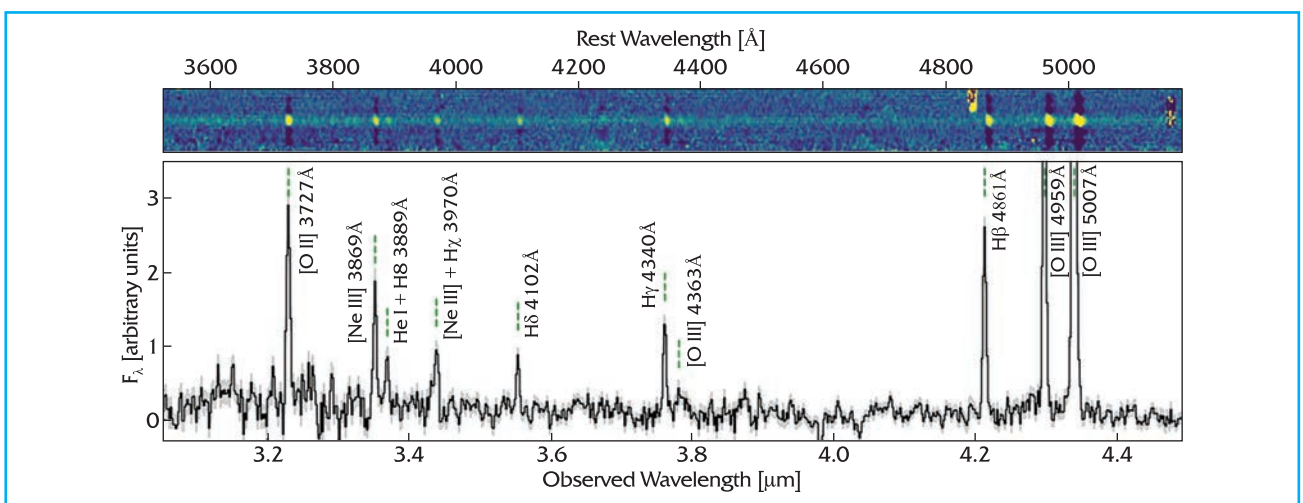 Rest Wavelength [Å]
3600 3800 4000 4200 4400 4600 4800 5000
3
2
1
0
Fλ [arbitrary units]
[O II] 3727Å
[Ne III] 3869Å
He I + H8 3889Å
[Ne III] + Hχ 3970Å
Hδ 4102Å
Hγ 4340Å
[O III] 4363Å
Hβ 4861Å
[O III] 4959Å
[O III] 5007Å
3.2 3.4 3.6 3.8 4.0 4.2 4.4
Observed Wavelength [μm]